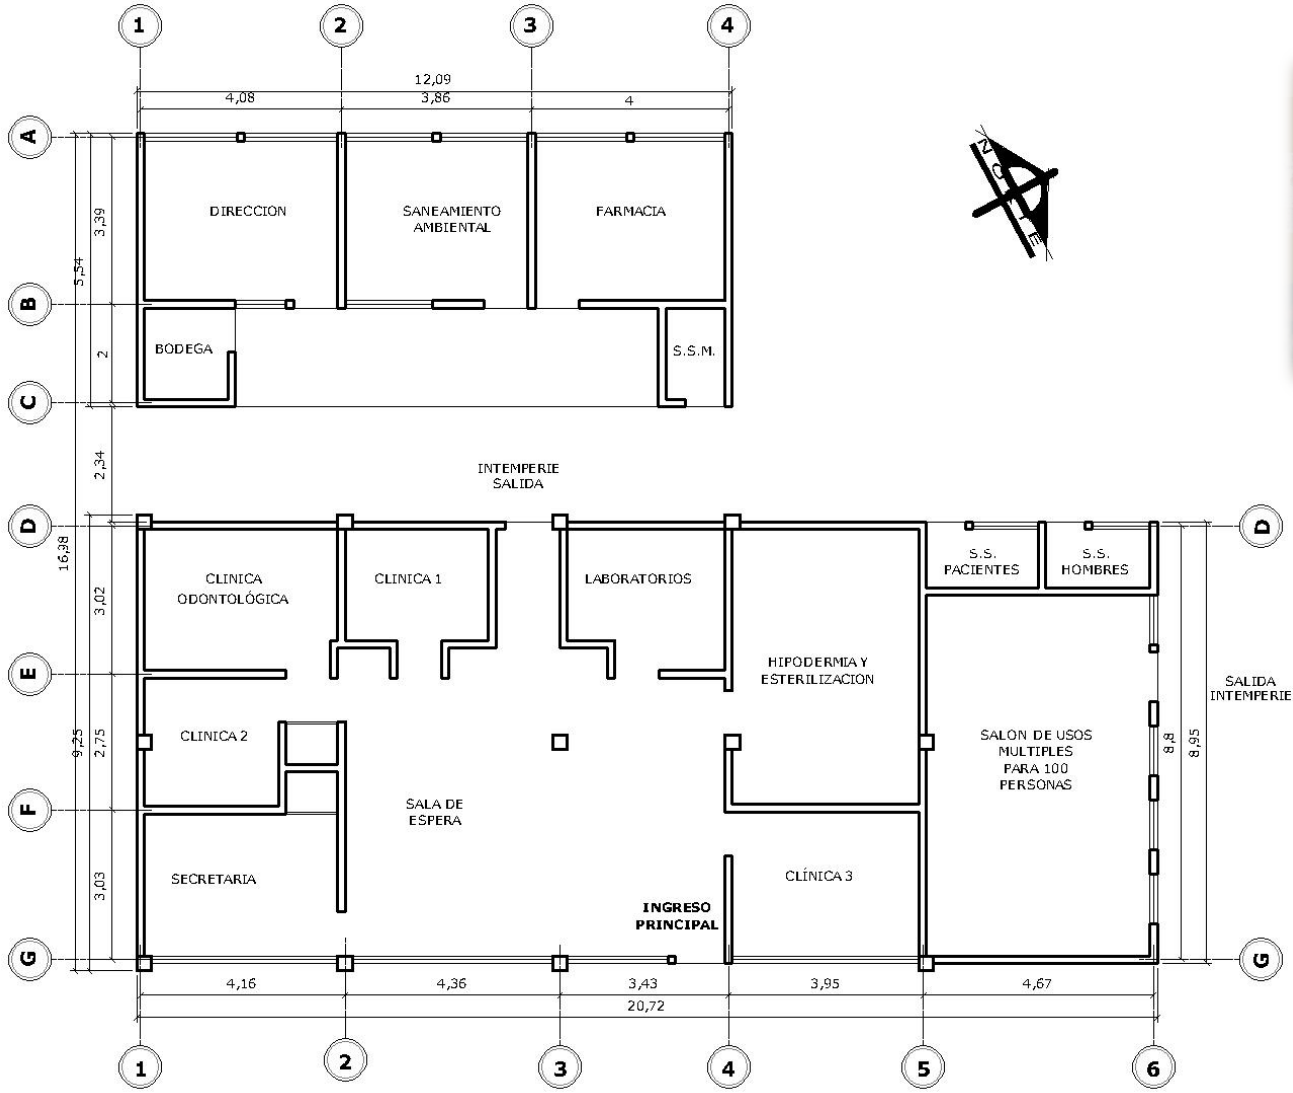 1 2 3 4
12,09
4,08 3,86 4
A
NORTE
3,39
DIRECCION SANEAMIENTO AMBIENTAL FARMACIA
5,54
B
2
BODEGA S.S.M.
C
2,34
INTEMPERIE
SALIDA
D D
16,98
3,02
CLINICA
ODONTOLÓGICA
CLINICA 1
LABORATORIOS
S.S.
PACIENTES
S.S.
HOMBRES
E
HIPODERMIA Y
ESTERILIZACION
SALIDA
INTEMPERIE
9,25
2,75
CLINICA 2
SALON DE USOS
MULTIPLES
PARA 100
PERSONAS
8,8
8,95
F
SALA DE
ESPERA
3,03
SECRETARIA
CLÍNICA 3
INGRESO
PRINCIPAL
G G
4,16 4,36 3,43 3,95 4,67
20,72
1 2 3 4 5 6